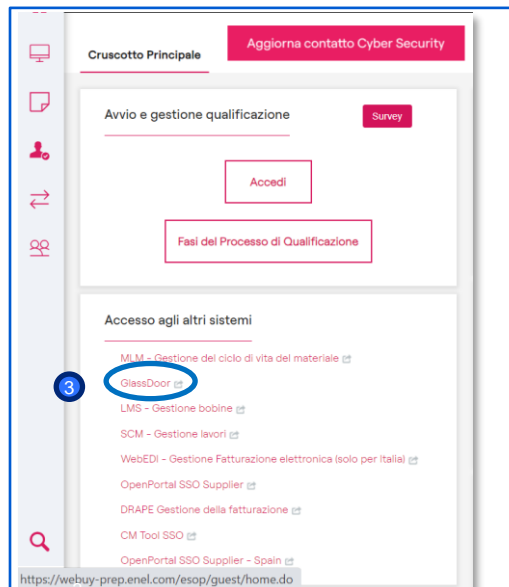 Cruscotto Principale
Aggiorna contatto Cyber Security
Avvio e gestione qualificazione
Survey
Accedi
Fasi del Processo di Qualificazione
Accesso agli altri sistemi
MLM - Gestione del ciclo di vita del materiale
GlassDoor
3
LMS - Gestione bobine
SCM - Gestione lavori
WebEDI - Gestione Fatturazione elettronica (solo per Italia)
OpenPortal SSO Supplier
DRAPE Gestione della fatturazione
CM Tool SSO
OpenPortal SSO Supplier - Spain
https://webuy-prep.enel.com/esop/guest/home.do